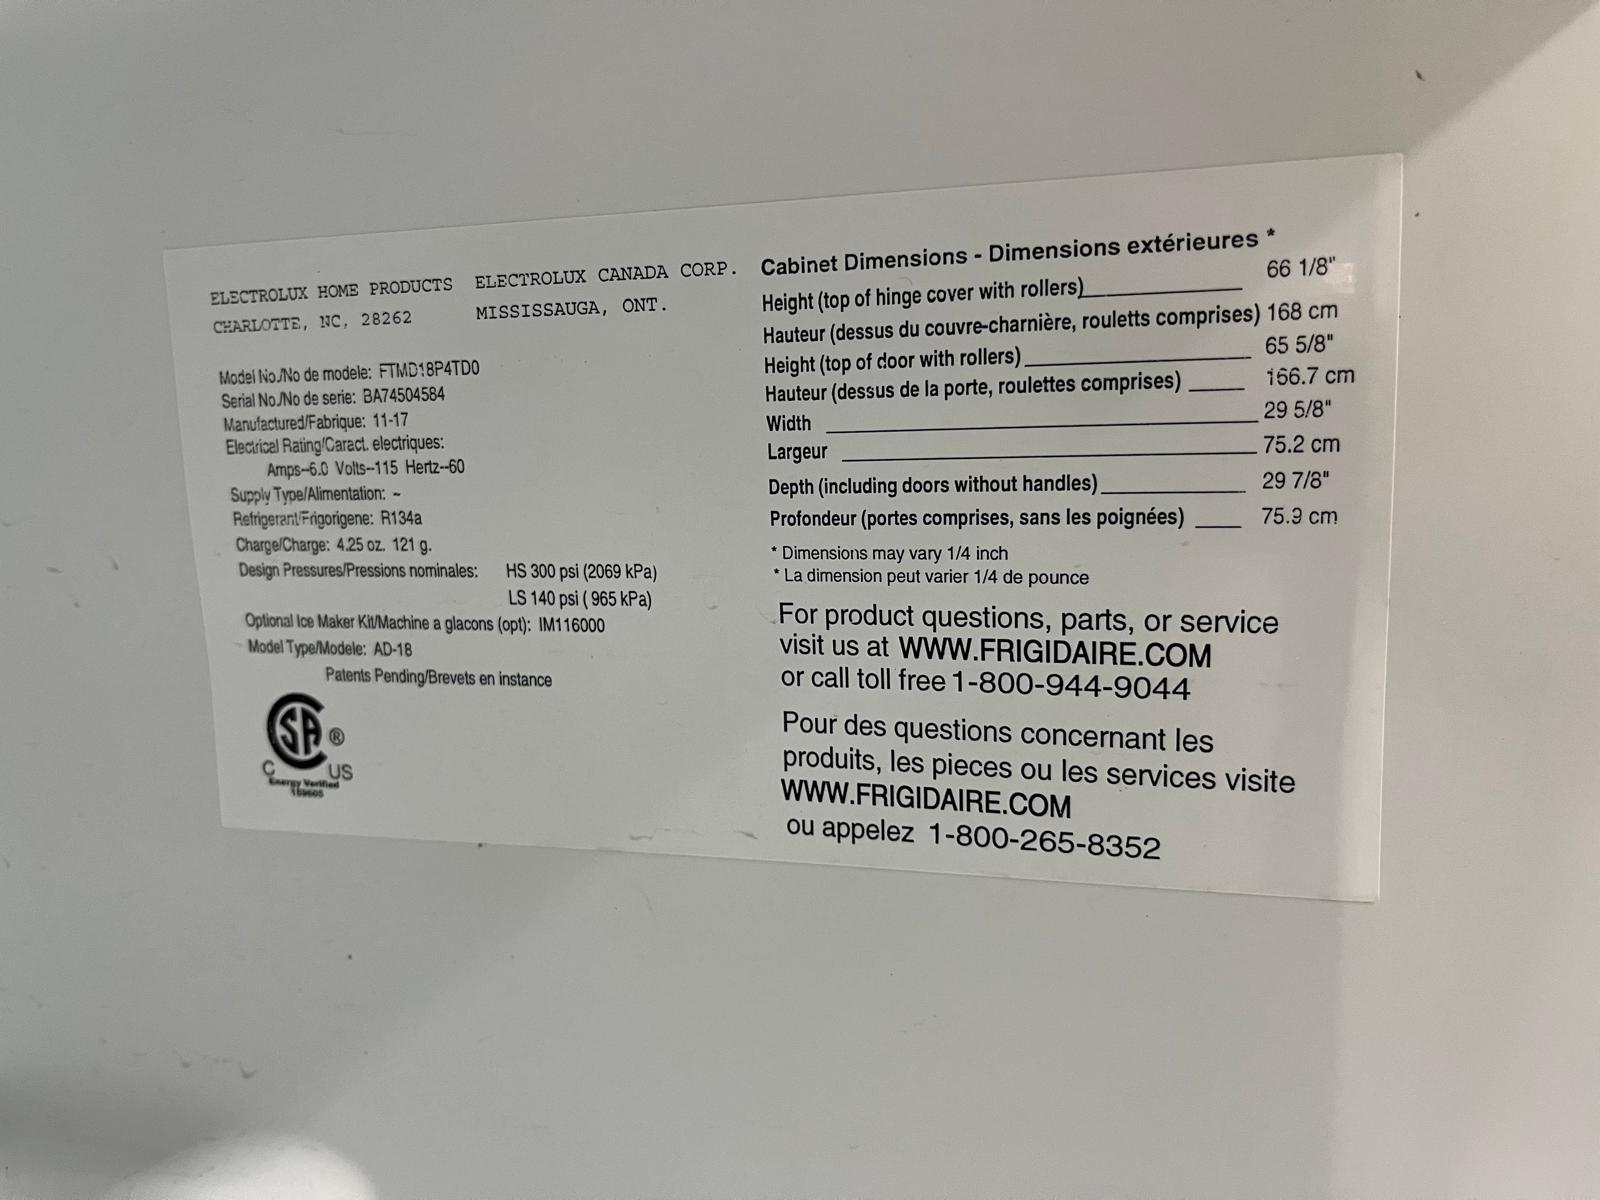 ELECTROLUX HOME PRODUCTS ELECTROLUX CANADA CORP.
CHARLOTTE, NC, 28262 MISSISSAUGA, ONT.
Model No./No de modele: FTMD18P4TD0
Serial No./No de serie: BA74504584
Manufactured/Fabrique: 11-17
Electrical Rating/Caract. electriques:
Amps--6.0 Volts--115 Hertz--60
Supply Type/Alimentation: ~
Refrigerant/Frigorigene: R134a
Charge/Charge: 4.25 oz. 121 g.
Design Pressures/Pressions nominales: HS 300 psi (2069 kPa)
LS 140 psi ( 965 kPa)
Optional Ice Maker Kit/Machine a glacons (opt): IM116000
Model Type/Modele: AD-18
Patents Pending/Brevets en instance
SA ®
C US
Energy Verified
Cabinet Dimensions - Dimensions extérieures *
Height (top of hinge cover with rollers) 66 1/8"
Hauteur (dessus du couvre-charnière, rouletts comprises) 168 cm
Height (top of door with rollers) 65 5/8"
Hauteur (dessus de la porte, roulettes comprises) 166.7 cm
Width 29 5/8"
Largeur 75.2 cm
Depth (including doors without handles) 29 7/8"
Profondeur (portes comprises, sans les poignées) 75.9 cm
* Dimensions may vary 1/4 inch
* La dimension peut varier 1/4 de pouce
For product questions, parts, or service
visit us at WWW.FRIGIDAIRE.COM
or call toll free 1-800-944-9044
Pour des questions concernant les
produits, les pieces ou les services visite
WWW.FRIGIDAIRE.COM
ou appelez 1-800-265-8352